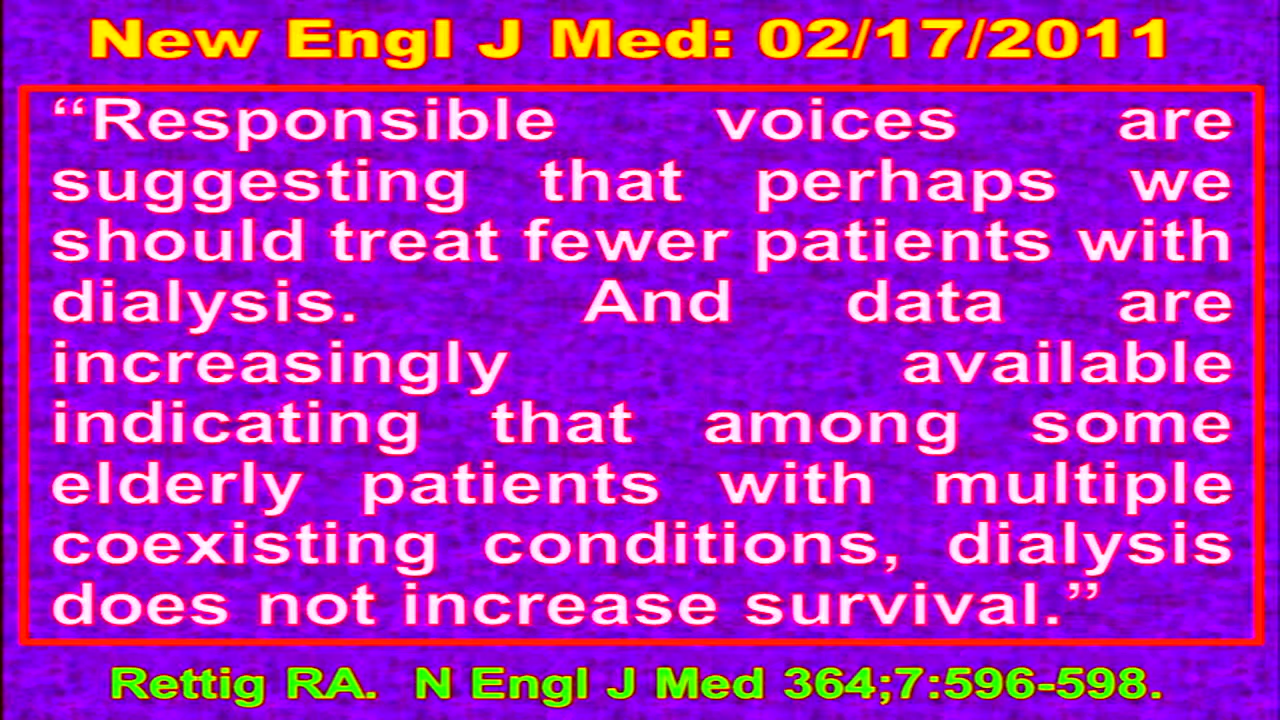 New Engl J Med: 02/17/2011
“Responsible voices are
suggesting that perhaps we
should treat fewer patients with
dialysis. And data are
increasingly available
indicating that among some
elderly patients with multiple
coexisting conditions, dialysis
does not increase survival.”
Rettig RA. N Engl J Med 364;7:596-598.